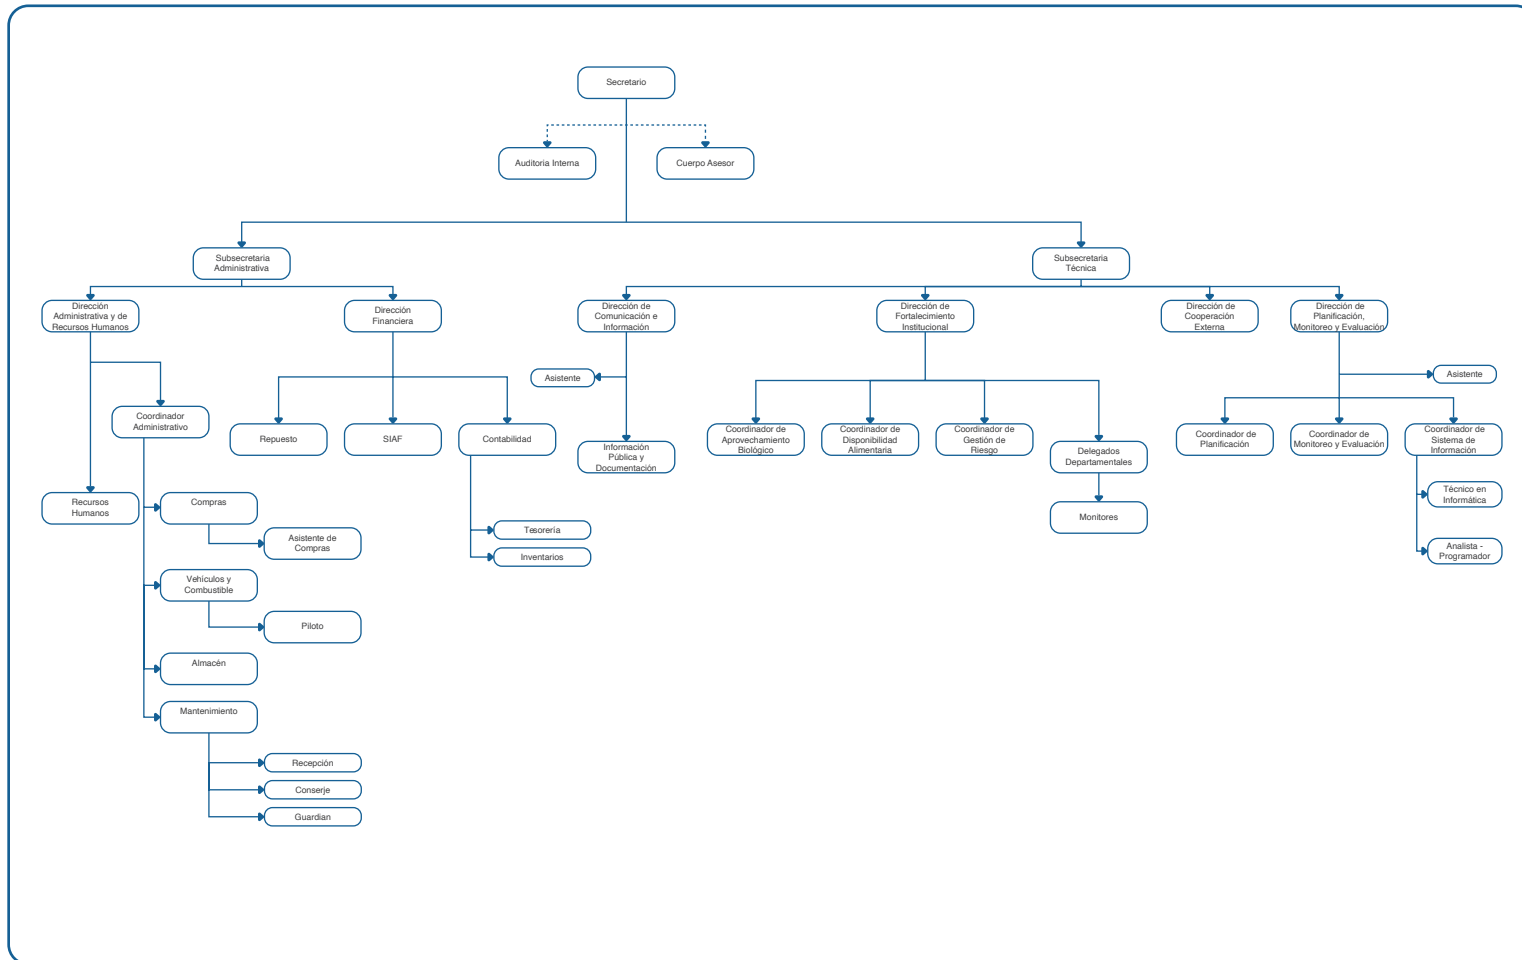 Secretario
Auditoria Interna
Cuerpo Asesor
Subsecretaria
Administrativa
Subsecretaria
Técnica
Dirección
Administrativa y de
Recursos Humanos
Dirección
Financiera
Dirección de
Comunicación e
Información
Dirección de
Fortalecimiento
Institucional
Dirección de
Cooperación
Externa
Dirección de
Planificación,
Monitoreo y Evaluación
Asistente
Asistente
Coordinador
Administrativo
Repuesto
SIAF
Contabilidad
Información
Pública y
Documentación
Coordinador de
Aprovechamiento
Biológico
Coordinador de
Disponibilidad
Alimentaria
Coordinador de
Gestión de
Riesgo
Delegados
Departamentales
Coordinador de
Planificación
Coordinador de
Monitoreo y Evaluación
Coordinador de
Sistema de
Información
Recursos
Humanos
Compras
Asistente de
Compras
Tesorería
Inventarios
Monitores
Técnico en
Informática
Analista -
Programador
Vehículos y
Combustible
Piloto
Almacén
Mantenimiento
Recepción
Conserje
Guardian